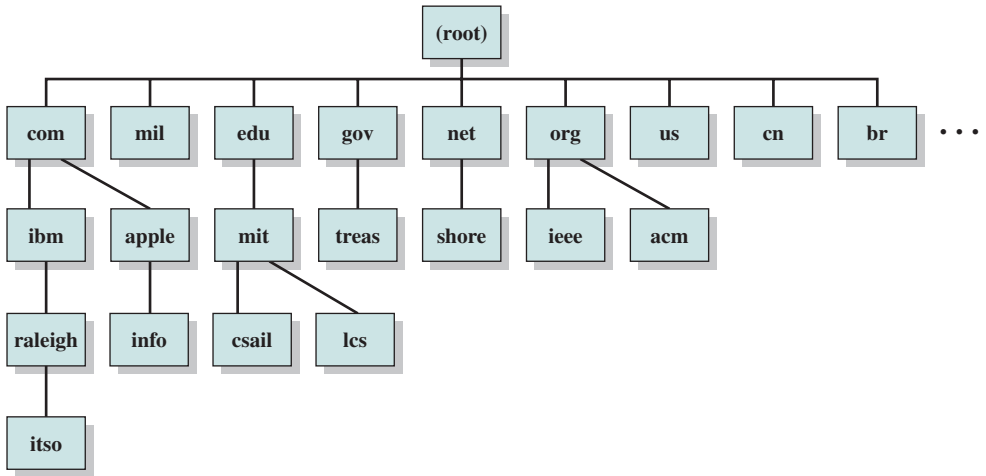 (root)
com mil edu gov net org us cn br ...
ibm apple mit treas shore ieee acm
raleigh info csail lcs
itso